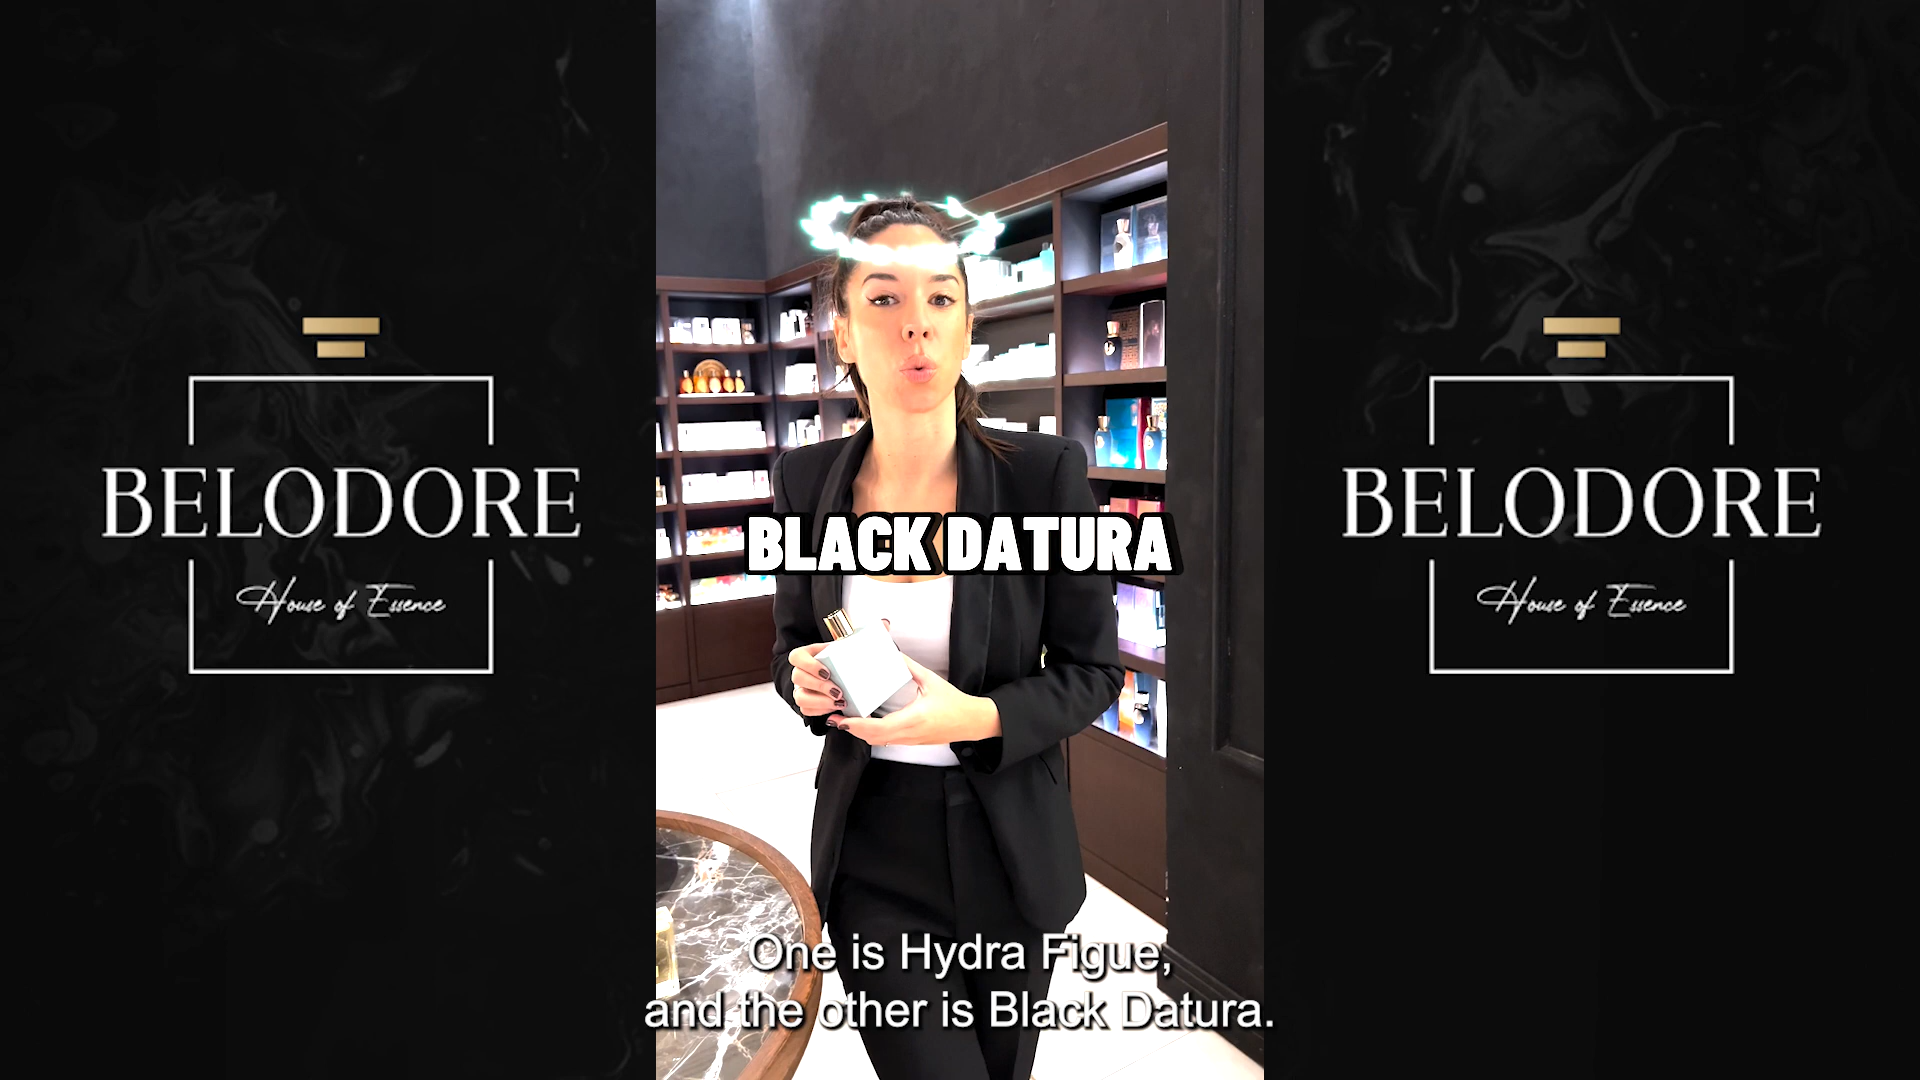 BELODORE
House of Essence
BLACK DATURA
One is Hydra Figue,
and the other is Black Datura.
BELODORE
House of Essence